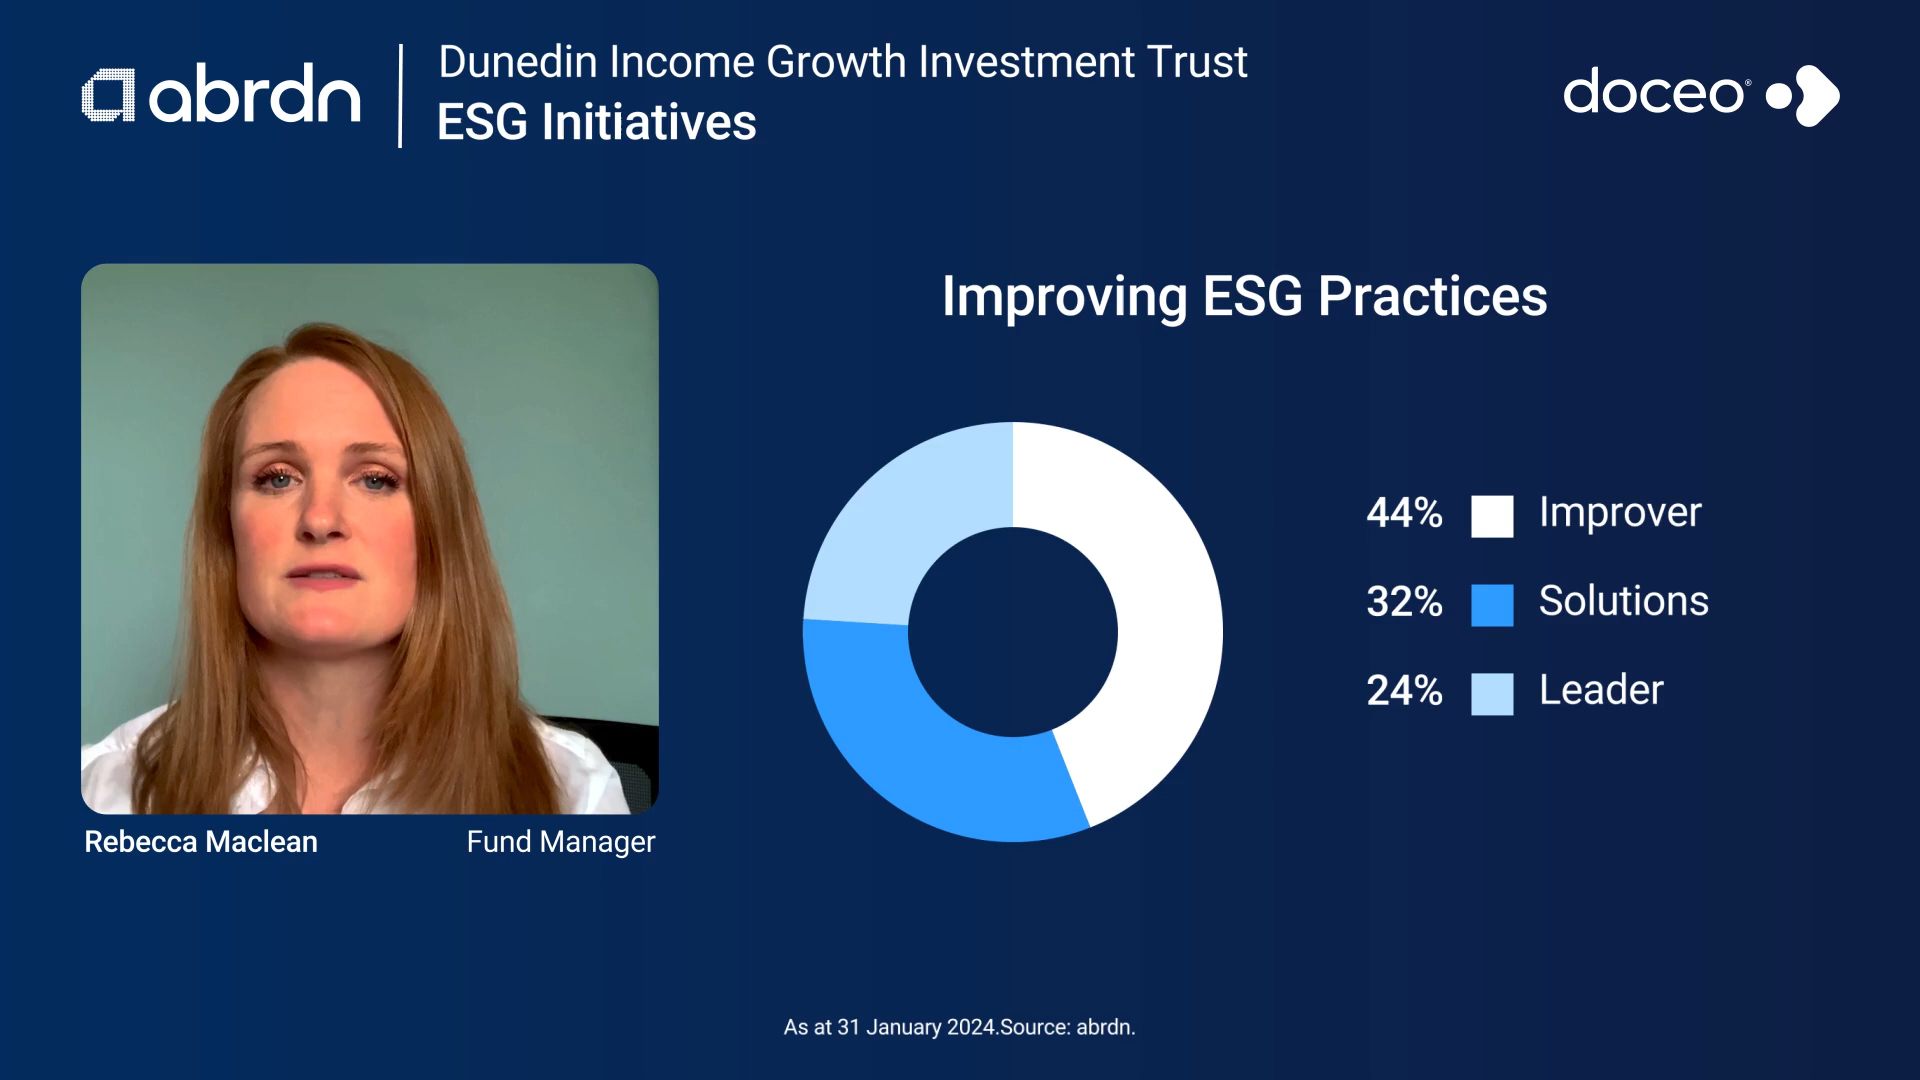 abrdn
Dunedin Income Growth Investment Trust
ESG Initiatives
doceo®
Improving ESG Practices
44% Improver
32% Solutions
24% Leader
Rebecca Maclean
Fund Manager
As at 31 January 2024.Source: abrdn.